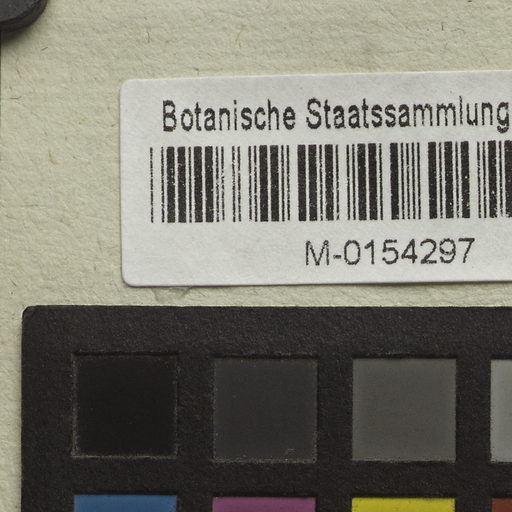 Botanische Staatssammlung
M-0154297